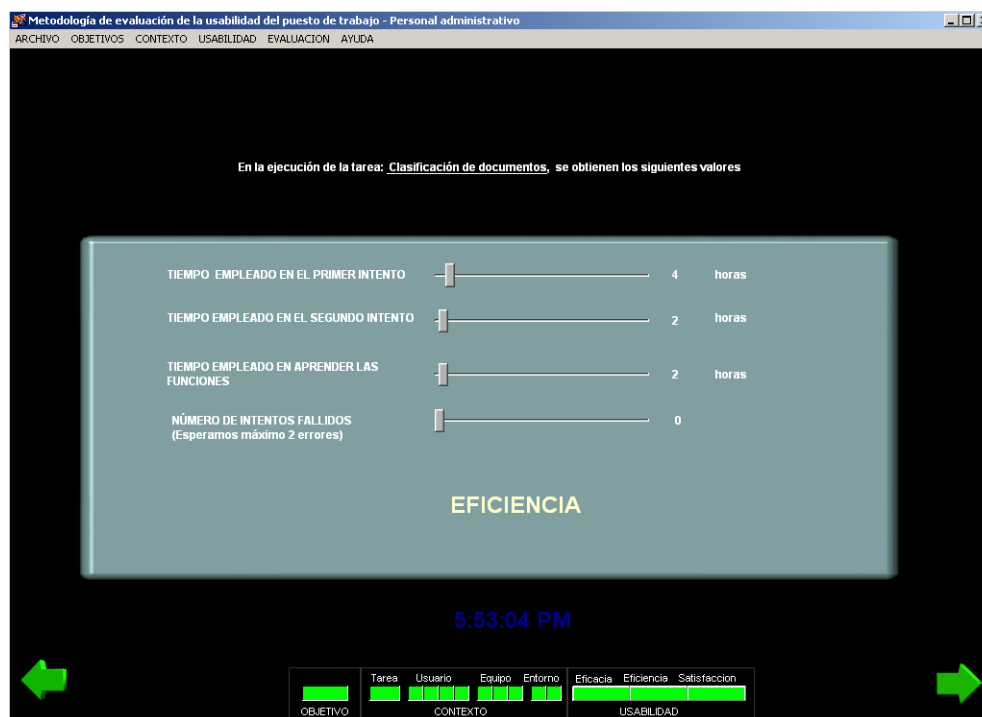 Metodología de evaluación de la usabilidad del puesto de trabajo - Personal administrativo
ARCHIVO OBJETIVOS CONTEXTO USABILIDAD EVALUACION AYUDA
En la ejecución de la tarea: Clasificación de documentos, se obtienen los siguientes valores
TIEMPO EMPLEADO EN EL PRIMER INTENTO 4 horas
TIEMPO EMPLEADO EN EL SEGUNDO INTENTO 2 horas
TIEMPO EMPLEADO EN APRENDER LAS
FUNCIONES 2 horas
NÚMERO DE INTENTOS FALLIDOS 0
(Esperamos máximo 2 errores)
EFICIENCIA
5:53:04 PM
Tarea Usuario Equipo Entorno Eficacia Eficiencia Satisfaccion
OBJETIVO CONTEXTO USABILIDAD